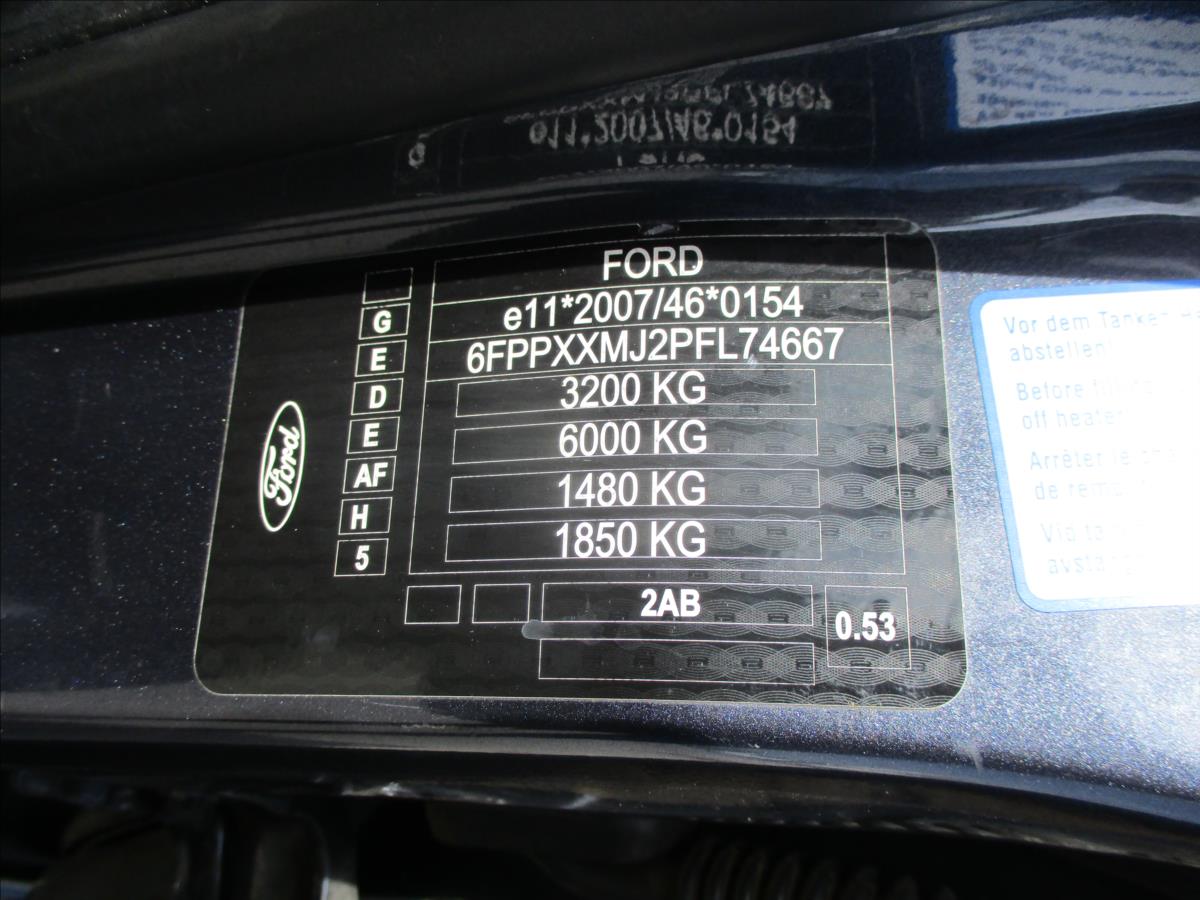 FORD
e11*2007/46*0154
6FPPXXMJ2PFL74667
3200 KG
6000 KG
1480 KG
1850 KG
G
E
D
E
AF
H
5
Ford
2AB
0.53
Vor dem Tanken
abstellen!
Before
off heater
Arrêter le
de